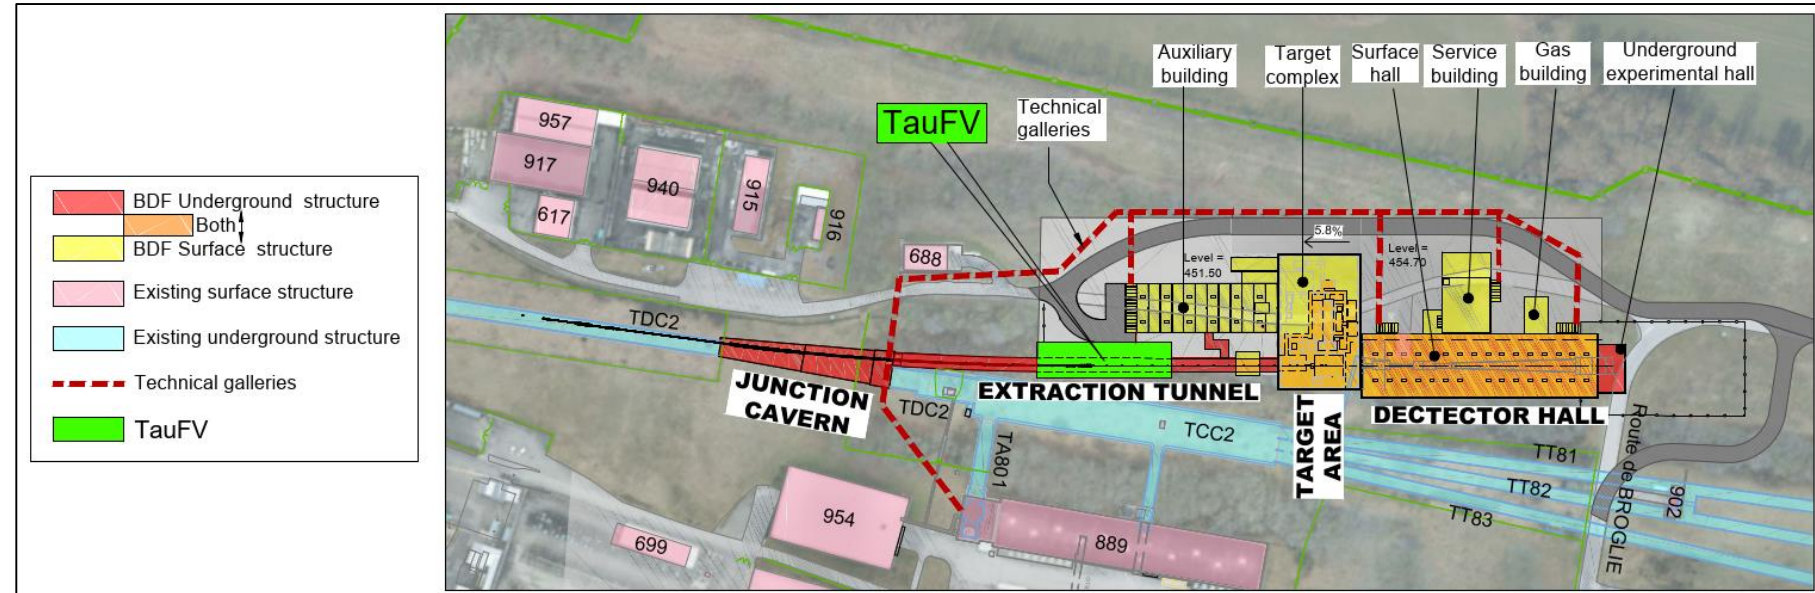 BDF Underground structure
Both
BDF Surface structure
Existing surface structure
Existing underground structure
Technical galleries
TauFV
Auxiliary
building
Target
complex
Surface
hall
Service
building
Gas
building
Underground
experimental hall
TauFV
Technical
galleries
957
917
940
915
617
916
688
5.8%
Level =
451.50
Level =
454.70
TDC2
JUNCTION
CAVERN
EXTRACTION TUNNEL
TARGET
AREA
DECTECTOR HALL
TDC2
TCC2
TA801
TT81
TT82
TT83
902
Route de BROGLIE
954
699
889